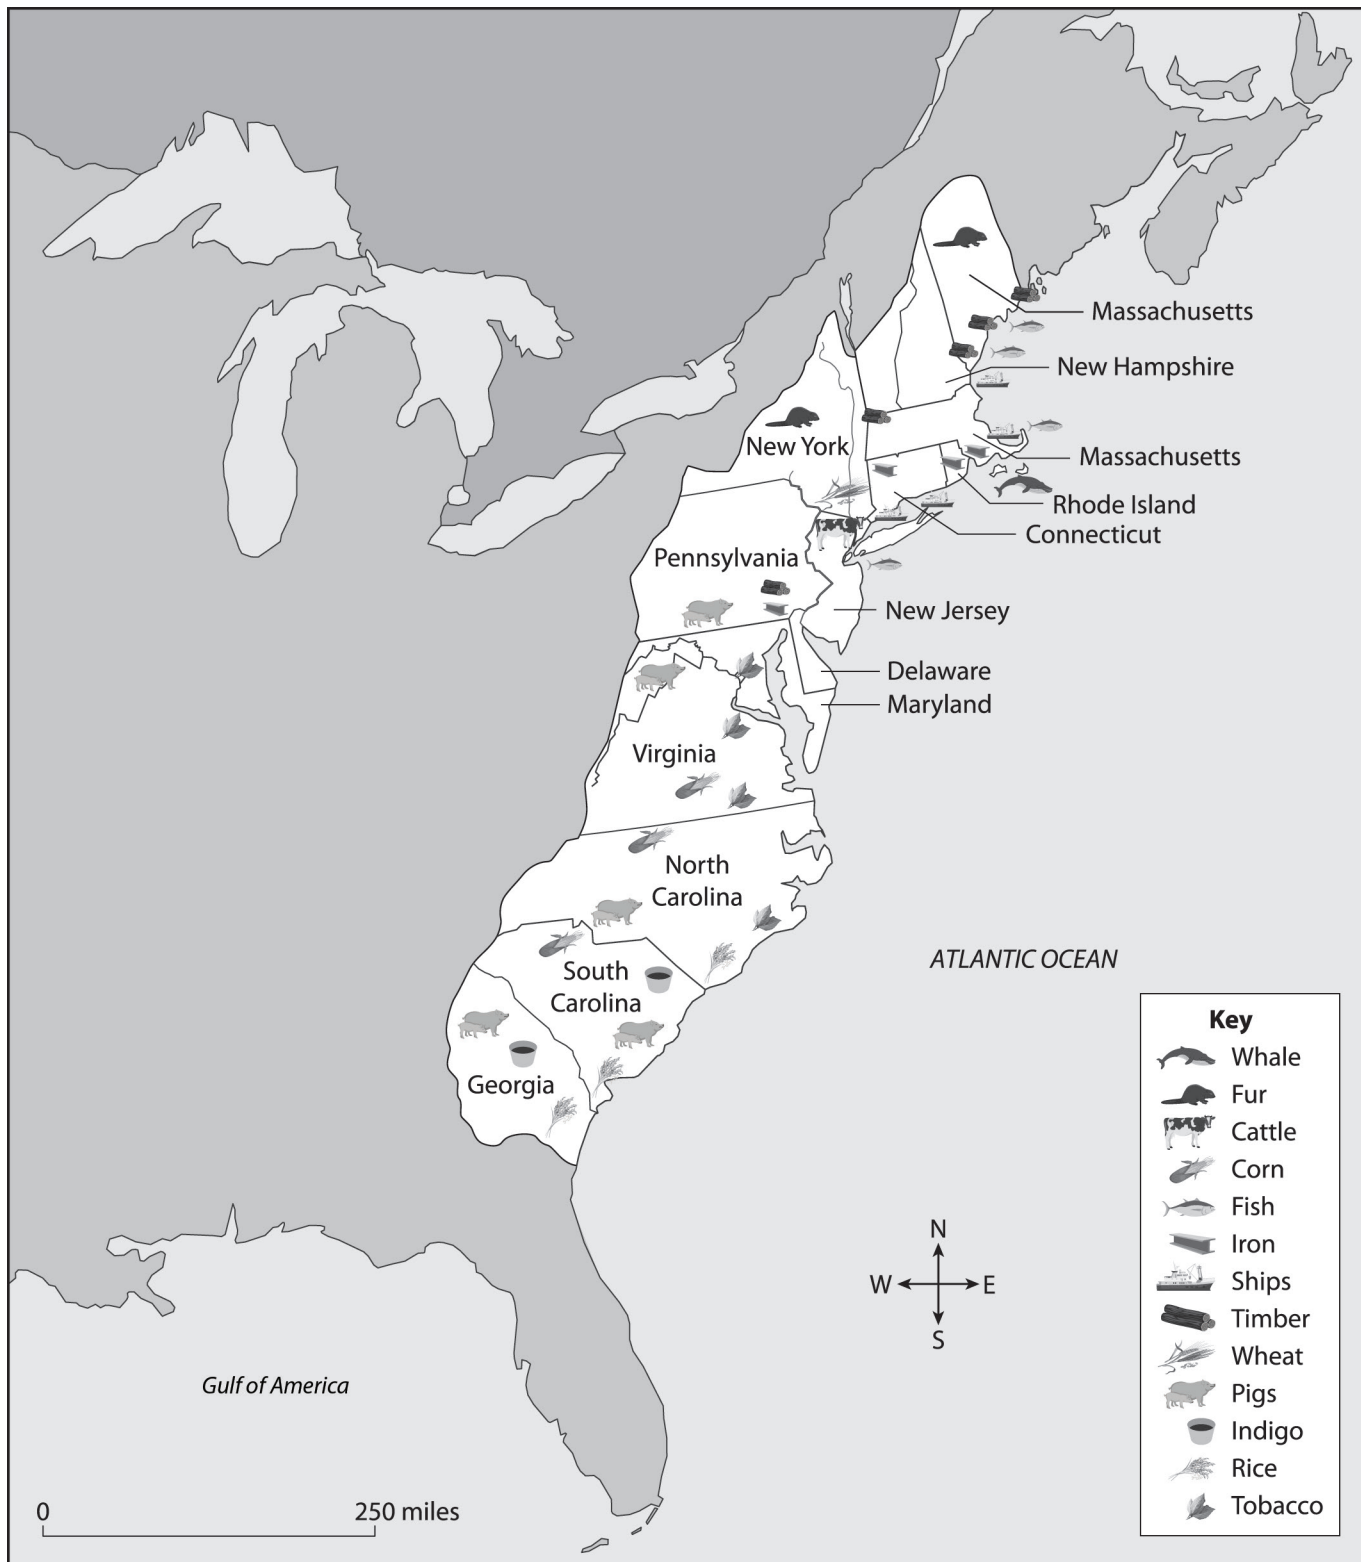 Massachusetts
New Hampshire
New York
Massachusetts
Rhode Island
Connecticut
Pennsylvania
New Jersey
Delaware
Maryland
Virginia
North
Carolina
ATLANTIC OCEAN
South
Carolina
Georgia
Key
Whale
Fur
Cattle
Corn
Fish
Iron
Ships
Timber
Wheat
Pigs
Indigo
Rice
Tobacco
N
W
E
S
Gulf of America
0
250 miles